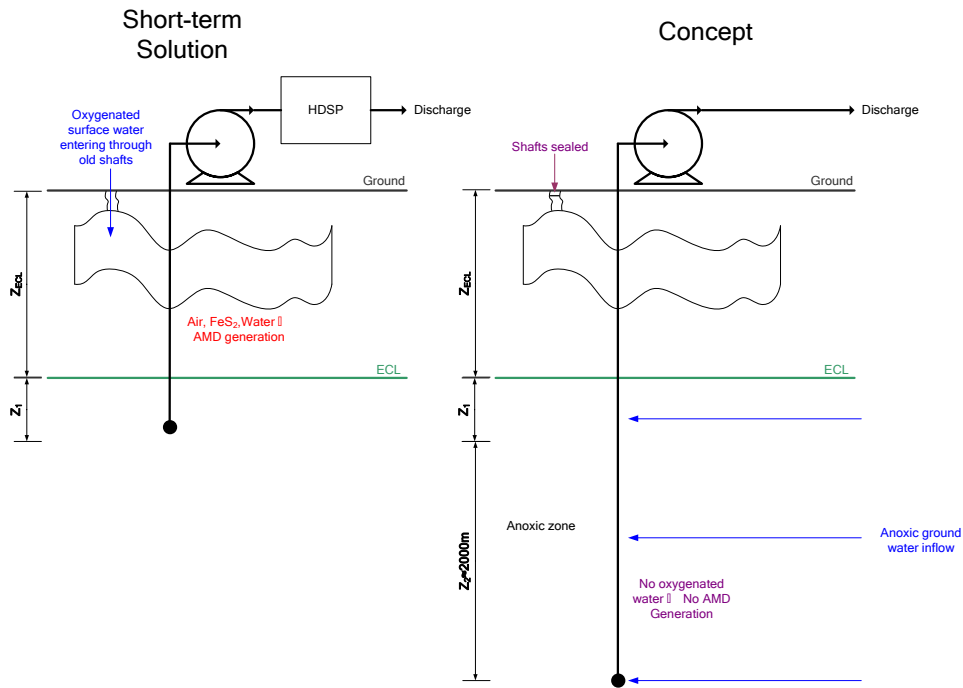 Short-term
Solution
Oxygenated
surface water
entering through
old shafts
HDSP
Discharge
Ground
Z_ECL
Air, FeS₂,Water ▯
AMD generation
ECL
Z₁
Concept
Discharge
Shafts sealed
Ground
Z_ECL
ECL
Z₁
Anoxic zone
Z₂≈2000m
Anoxic ground
water inflow
No oxygenated
water ▯ No AMD
Generation